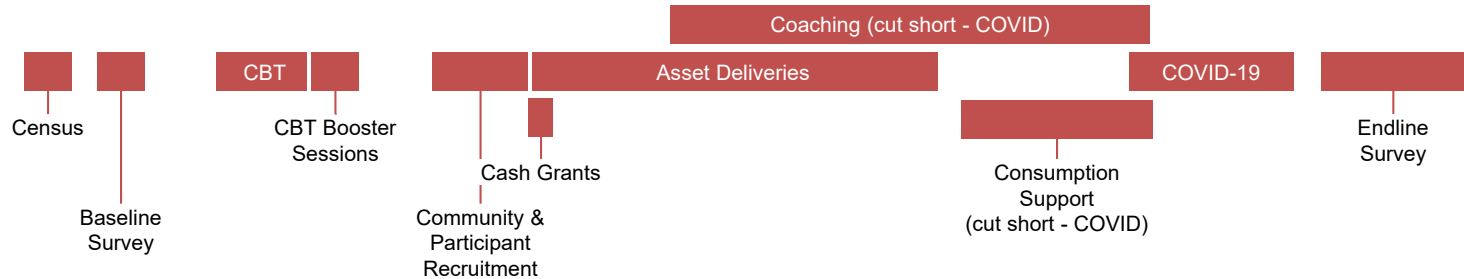 Coaching (cut short - COVID)
CBT
Asset Deliveries
COVID-19
Census
CBT Booster
Sessions
Endline
Survey
Cash Grants
Consumption
Support
(cut short - COVID)
Baseline
Survey
Community &
Participant
Recruitment